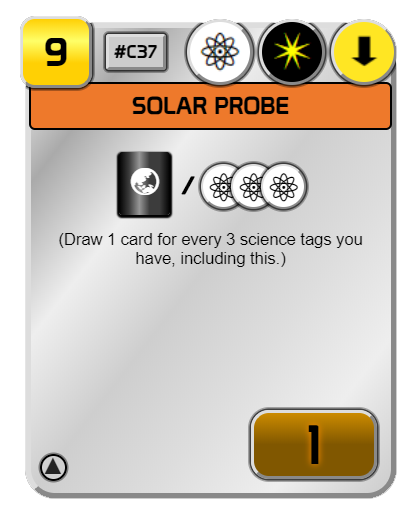 9
#C37
SOLAR PROBE
/
(Draw 1 card for every 3 science tags you
have, including this.)
1